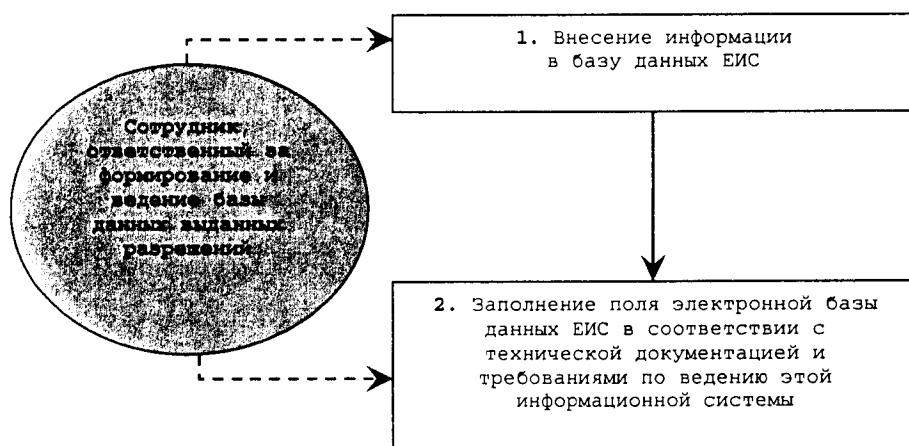 1. Внесение информации
в базу данных ЕИС
Сотрудник,
ответственный за
формирование и
ведение базы
данных выданных
разрешений
2. Заполнение поля электронной базы
данных ЕИС в соответствии с
технической документацией и
требованиями по ведению этой
информационной системы